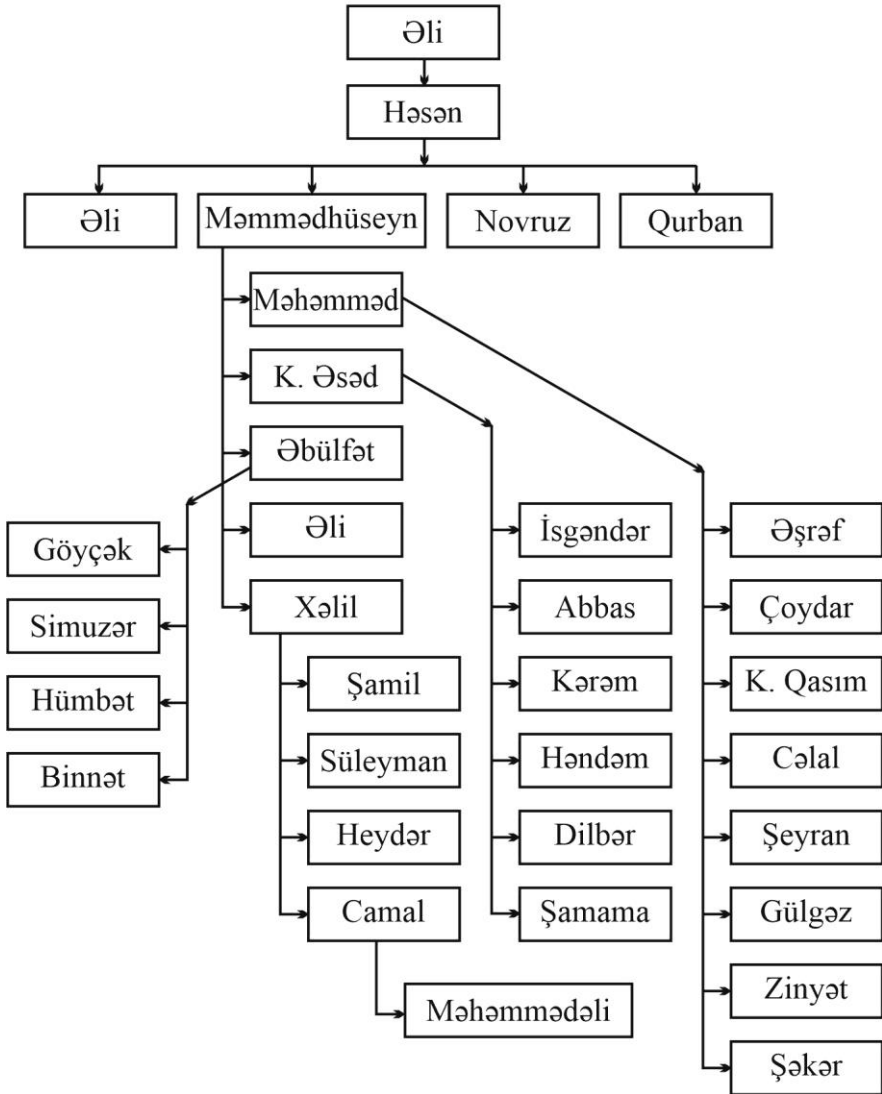 Əli
Həsən
Əli
Məmmədhüseyn
Novruz
Qurban
Məhəmməd
K. Əsəd
Əbülfət
Əli
Xəlil
Göyçək
Simuzər
Hümbət
Binnət
Şamil
Süleyman
Heydər
Camal
Məhəmmədəli
İsgəndər
Abbas
Kərəm
Həndəm
Dilbər
Şamama
Əşrəf
Çoydar
K. Qasım
Cəlal
Şeyran
Gülgəz
Zinyət
Şəkər